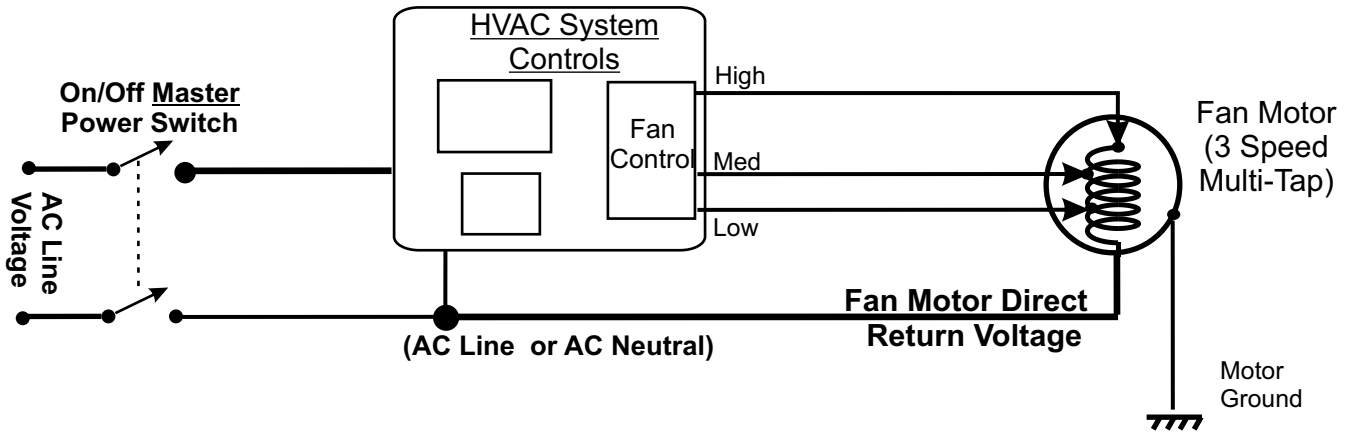 HVAC System
Controls
On/Off Master
Power Switch
AC Line
Voltage
Fan
Control
High
Med
Low
Fan Motor
(3 Speed
Multi-Tap)
Fan Motor Direct
Return Voltage
(AC Line or AC Neutral)
Motor
Ground